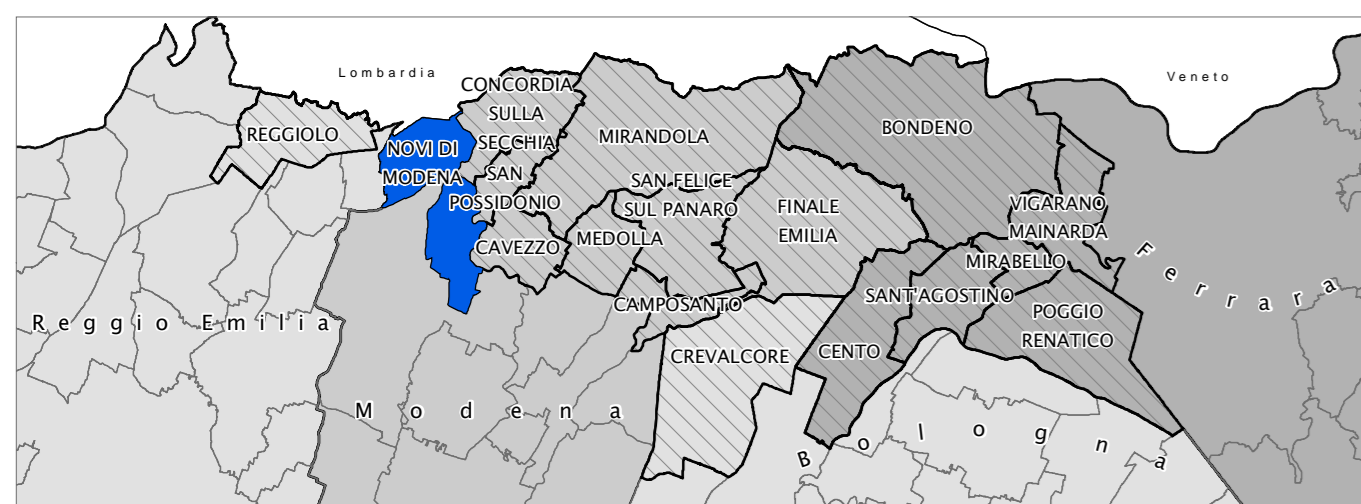 Lombardia
Veneto
CONCORDIA
SULLA
SECCHIA
REGGIOLO
NOVI DI
MODENA
MIRANDOLA
BONDENO
SAN
POSSIDONIO
SAN FELICE
SUL PANARO
FINALE
EMILIA
VIGARANO
MAINARDA
CAVEZZO
MEDOLLA
MIRABELLO
CAMPOSANTO
SANT'AGOSTINO
POGGIO
RENATICO
CREVALCORE
CENTO
Reggio Emilia
Modena
Bologna
Ferrara